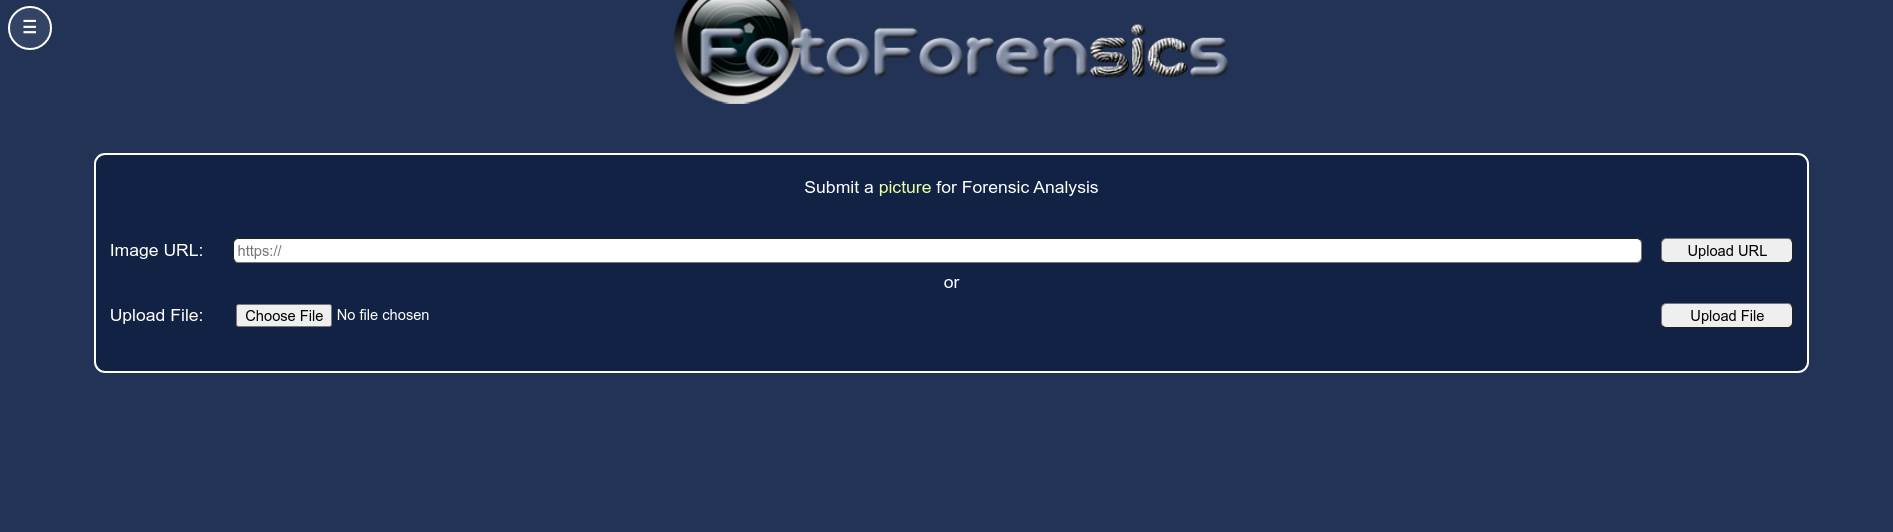 ☰
FotoForensics
Submit a picture for Forensic Analysis
Image URL: https:// Upload URL
or
Upload File: Choose File No file chosen Upload File